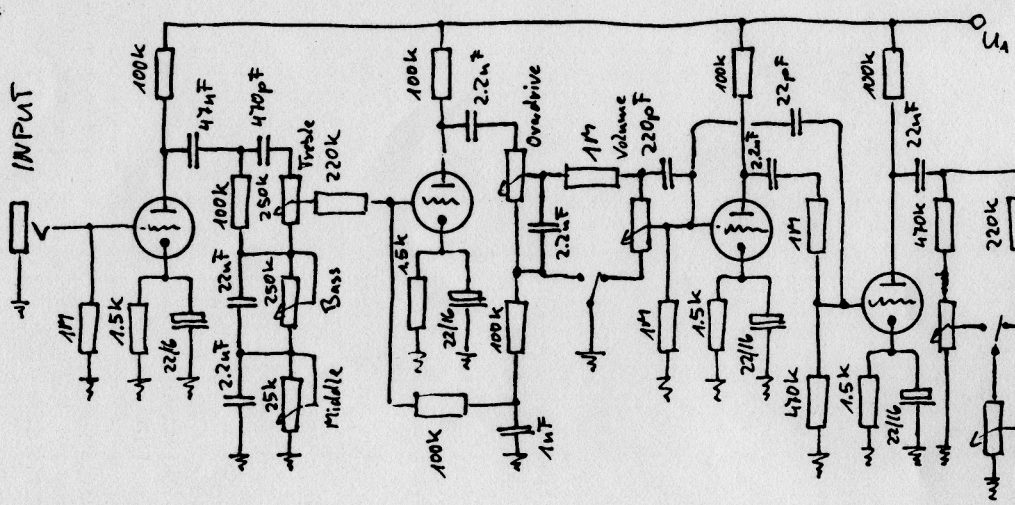 INPUT
100k
47nF
470pF
Treble
250k
100k
220k
1M
1.5k
22/6
22nF
2.2nF
250k
Bass
25k
Middle
100k
2.2nF
Overdrive
1.5k
22/16
100k
100k
1nF
2.2nF
1M
Volume
220pF
1M
100k
22pF
2.2nF
1.5k
22/16
1M
470k
100k
22nF
1.5k
22/16
470k
220k
UA